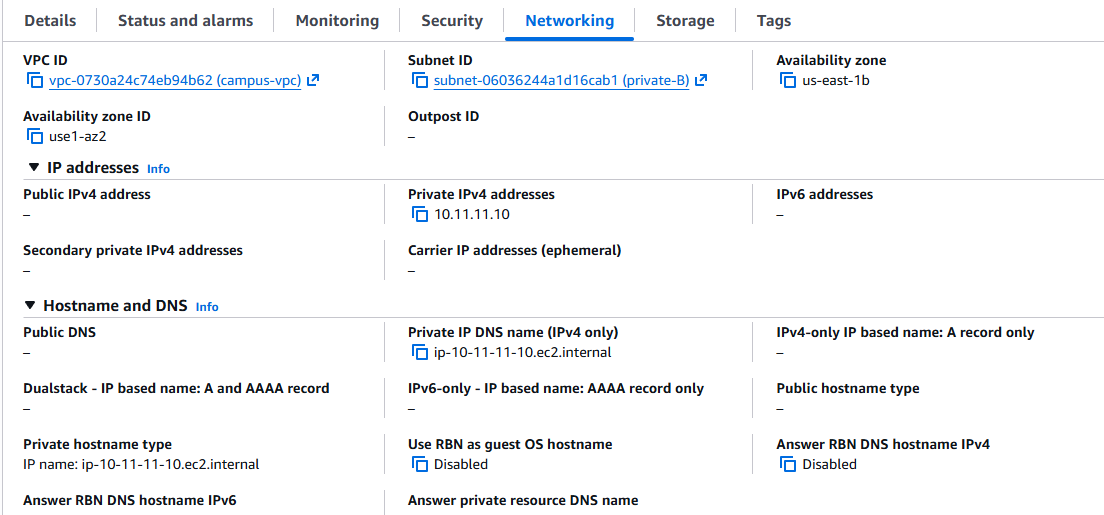 Details Status and alarms Monitoring Security Networking Storage Tags
VPC ID Subnet ID Availability zone
vpc-0730a24c74eb94b62 (campus-vpc) subnet-06036244a1d16cab1 (private-B) us-east-1b
Availability zone ID Outpost ID
use1-az2 –
IP addresses Info
Public IPv4 address Private IPv4 addresses IPv6 addresses
– 10.11.11.10 –
Secondary private IPv4 addresses Carrier IP addresses (ephemeral)
– –
Hostname and DNS Info
Public DNS Private IP DNS name (IPv4 only) IPv4-only IP based name: A record only
– ip-10-11-11-10.ec2.internal –
Dualstack - IP based name: A and AAAA record IPv6-only - IP based name: AAAA record only Public hostname type
– – –
Private hostname type Use RBN as guest OS hostname Answer RBN DNS hostname IPv4
IP name: ip-10-11-11-10.ec2.internal Disabled Disabled
Answer RBN DNS hostname IPv6 Answer private resource DNS name